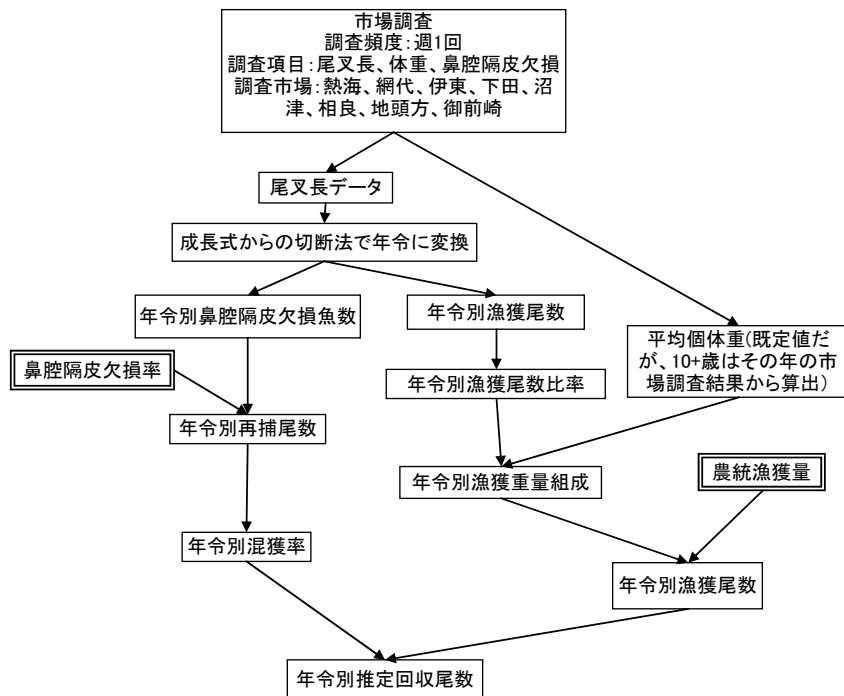 市場調査
調査頻度：週1回
調査項目：尾叉長、体重、鼻腔隔皮欠損
調査市場：熱海、網代、伊東、下田、沼
津、相良、地頭方、御前崎
尾叉長データ
成長式からの切断法で年令に変換
年令別鼻腔隔皮欠損魚数
年令別漁獲尾数
平均個体重(既定値だ
が、10+歳はその年の市
場調査結果から算出)
鼻腔隔皮欠損率
年令別漁獲尾数比率
年令別再捕尾数
年令別漁獲重量組成
農統漁獲量
年令別混獲率
年令別漁獲尾数
年令別推定回収尾数